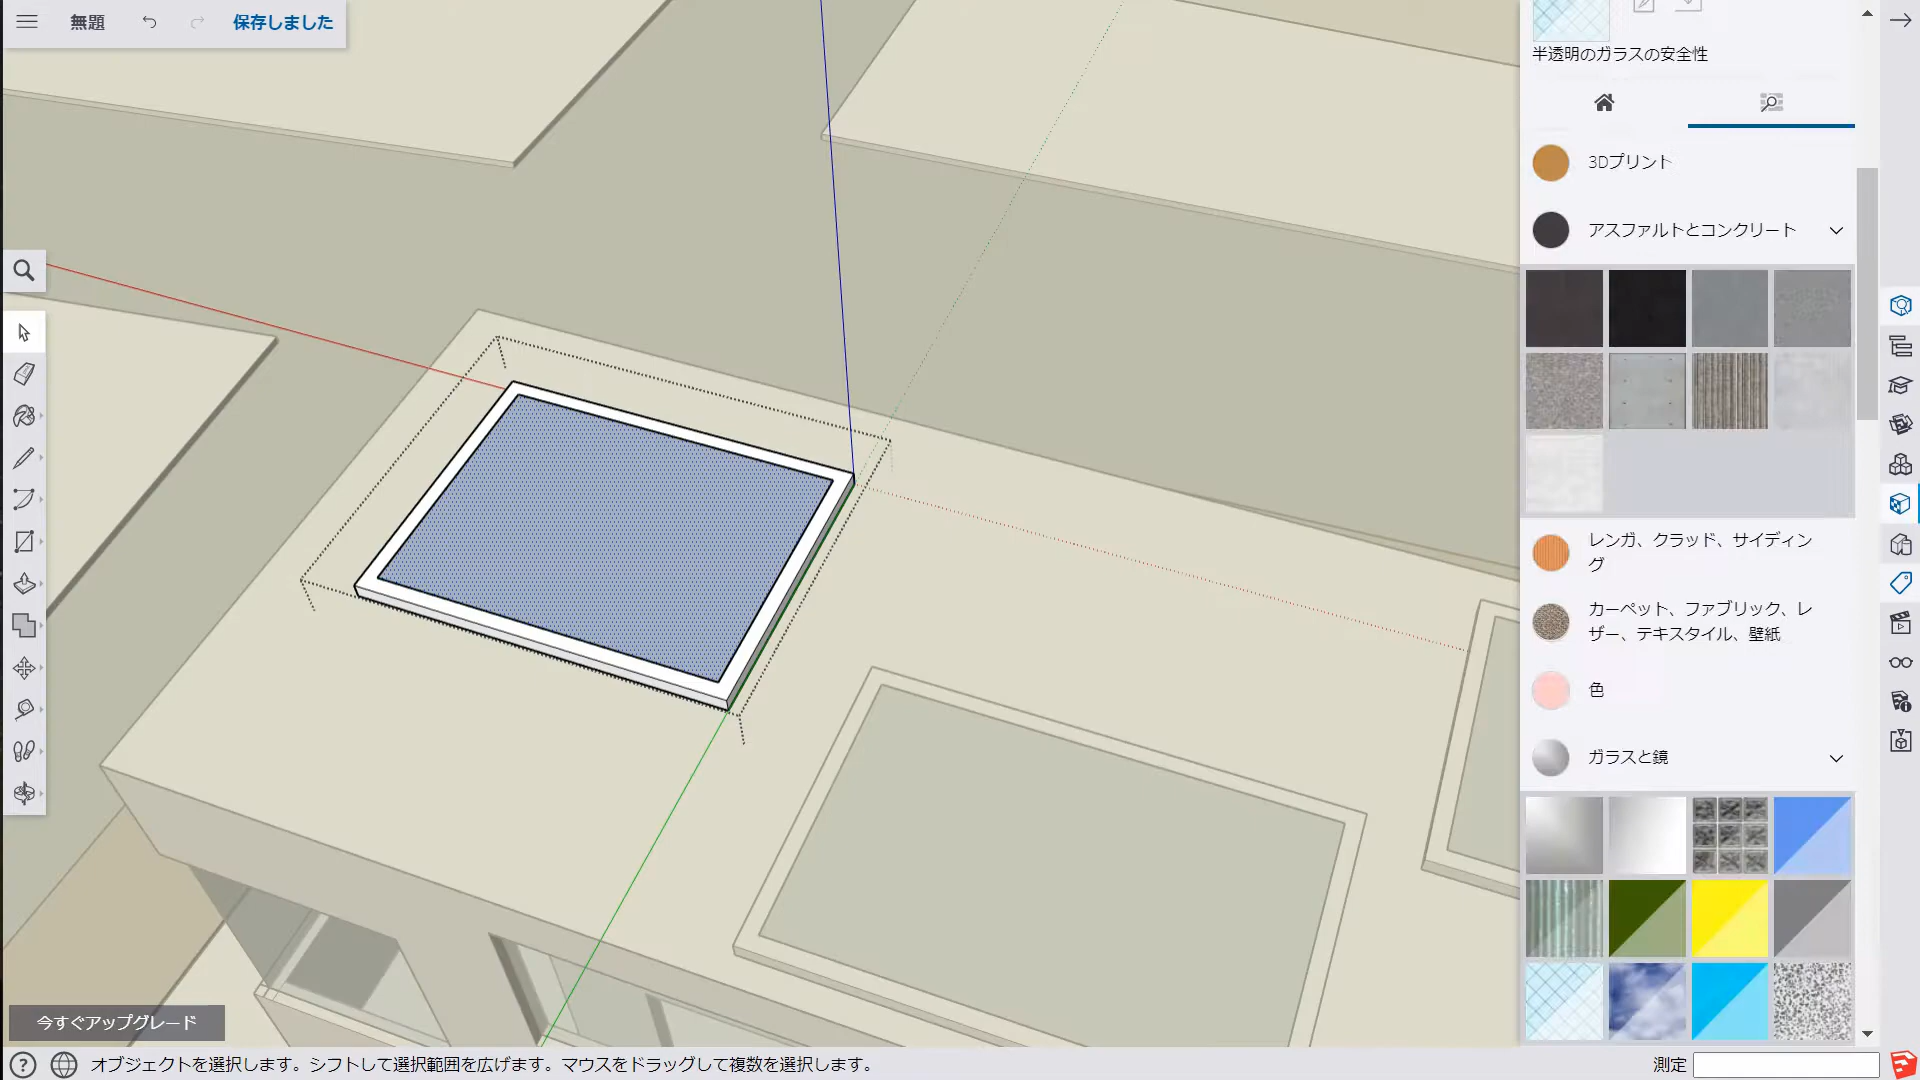 無題
保存しました
半透明のガラスの安全性
3Dプリント
アスファルトとコンクリート
レンガ、クラッド、サイディン
グ
カーペット、ファブリック、レ
ザー、テキスタイル、壁紙
色
ガラスと鏡
今すぐアップグレード
オブジェクトを選択します。シフトして選択範囲を広げます。マウスをドラッグして複数を選択します。
測定